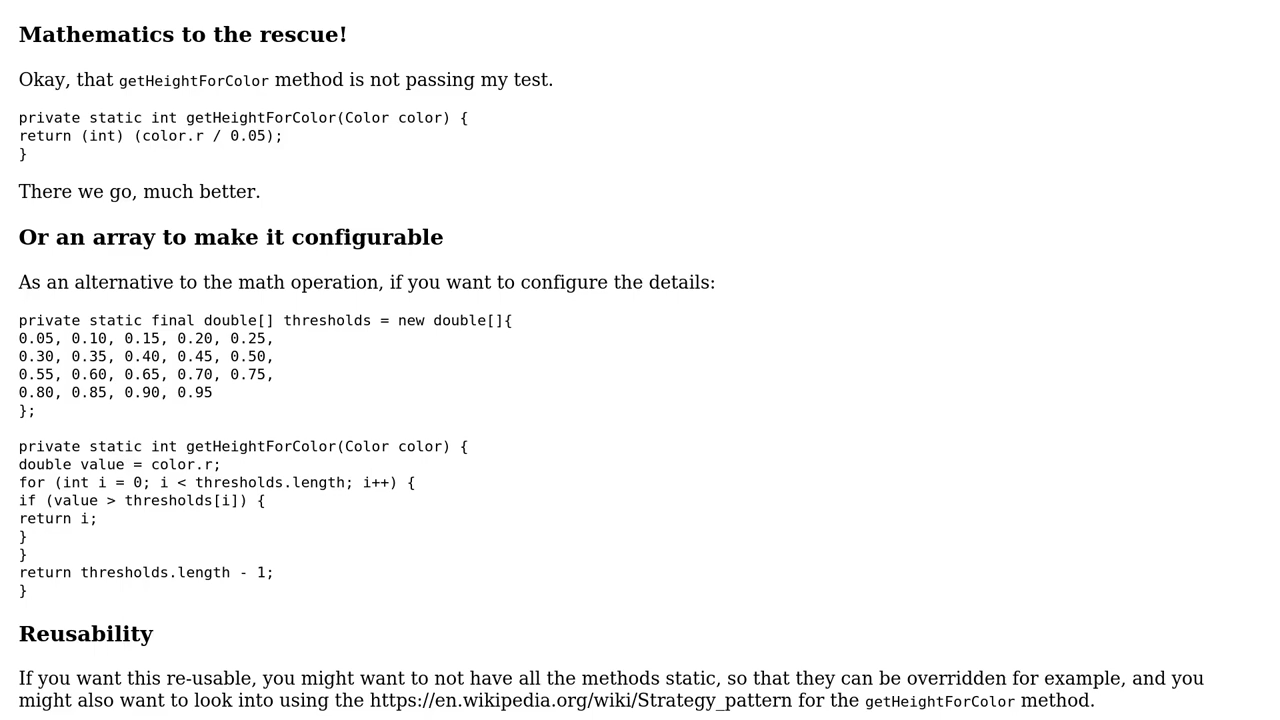 Mathematics to the rescue!
Okay, that getHeightForColor method is not passing my test.
private static int getHeightForColor(Color color) {
return (int) (color.r / 0.05);
}
There we go, much better.
Or an array to make it configurable
As an alternative to the math operation, if you want to configure the details:
private static final double[] thresholds = new double[]{
0.05, 0.10, 0.15, 0.20, 0.25,
0.30, 0.35, 0.40, 0.45, 0.50,
0.55, 0.60, 0.65, 0.70, 0.75,
0.80, 0.85, 0.90, 0.95
};
private static int getHeightForColor(Color color) {
double value = color.r;
for (int i = 0; i < thresholds.length; i++) {
if (value > thresholds[i]) {
return i;
}
}
return thresholds.length - 1;
}
Reusability
If you want this re-usable, you might want to not have all the methods static, so that they can be overridden for example, and you
might also want to look into using the https://en.wikipedia.org/wiki/Strategy_pattern for the getHeightForColor method.